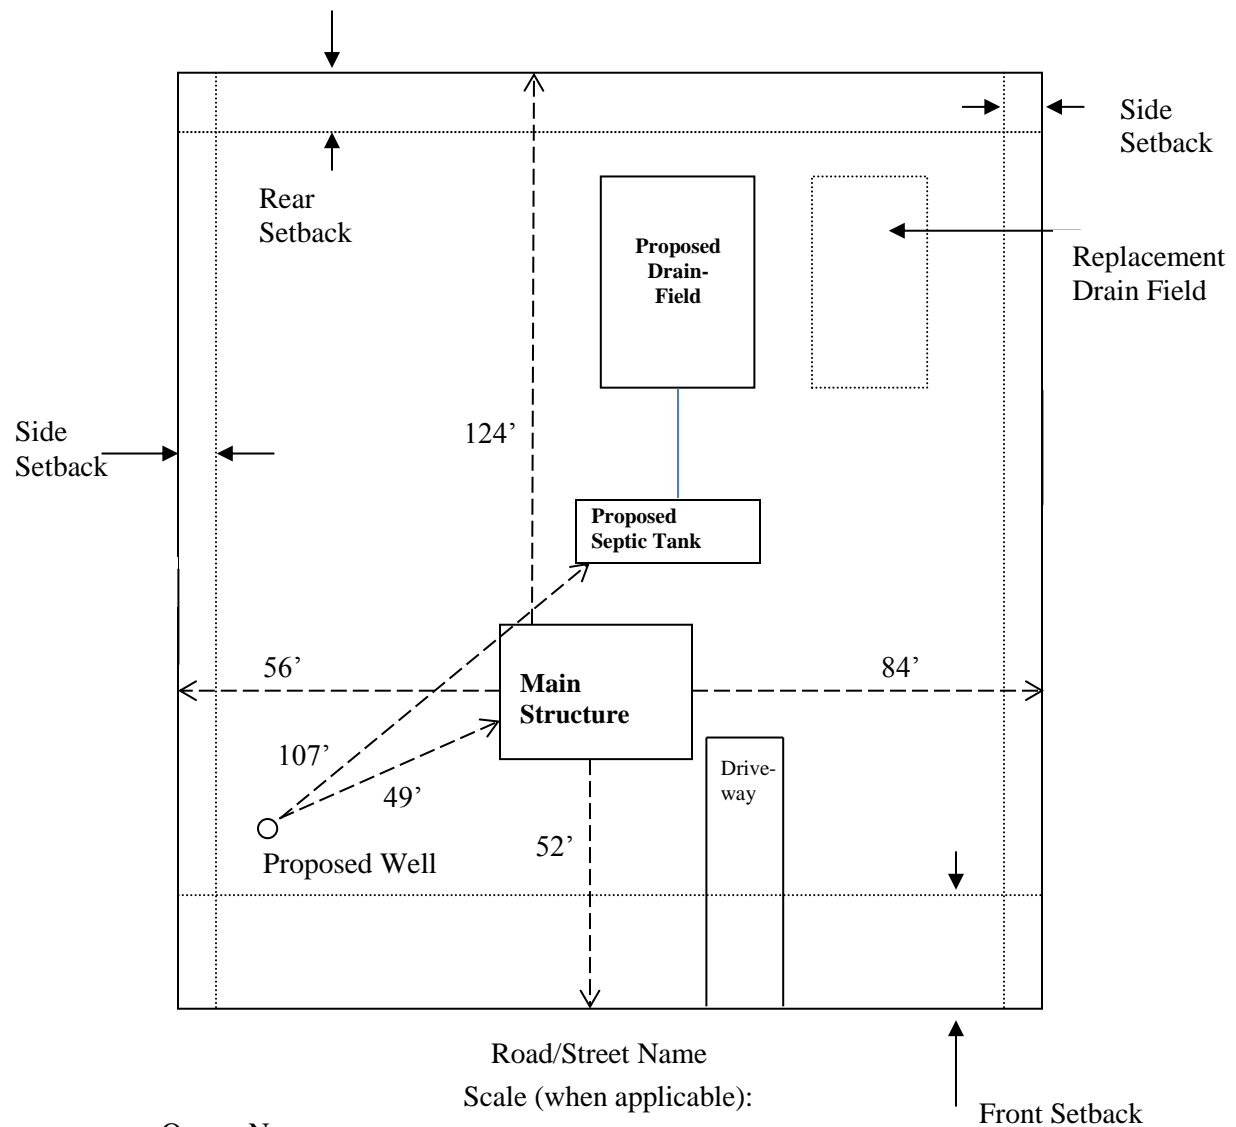 Side
Setback
Rear
Setback
Proposed
Drain-
Field
Replacement
Drain Field
124’
Side
Setback
Proposed
Septic Tank
56’
84’
Main
Structure
107’
49’
Drive-
way
52’
Proposed Well
Road/Street Name
Scale (when applicable):
Front Setback